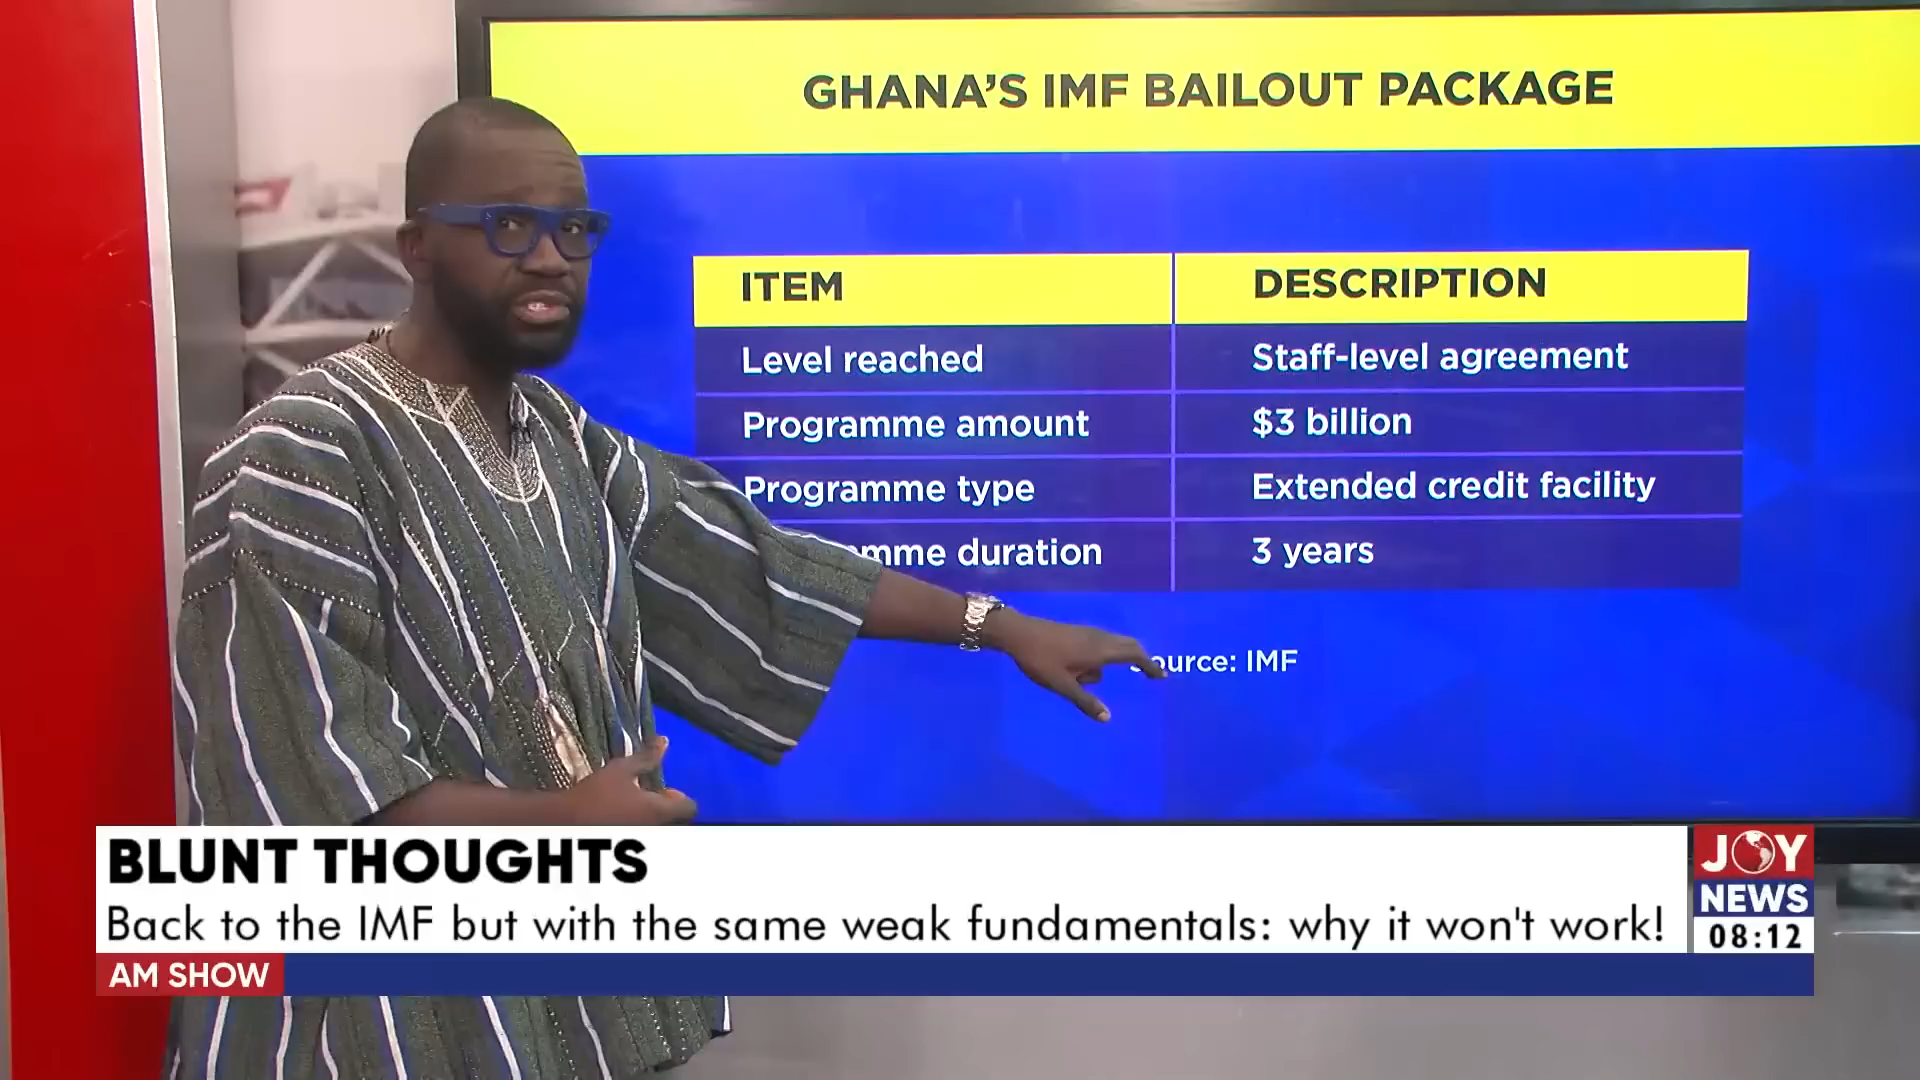 GHANA'S IMF BAILOUT PACKAGE
ITEM DESCRIPTION
Level reached Staff-level agreement
Programme amount $3 billion
Programme type Extended credit facility
duration 3 years
IMF
BLUNT THOUGHTS
Back to the IMF but with the same weak fundamentals: why it won't work!
JOY
NEWS
08:12
AM SHOW